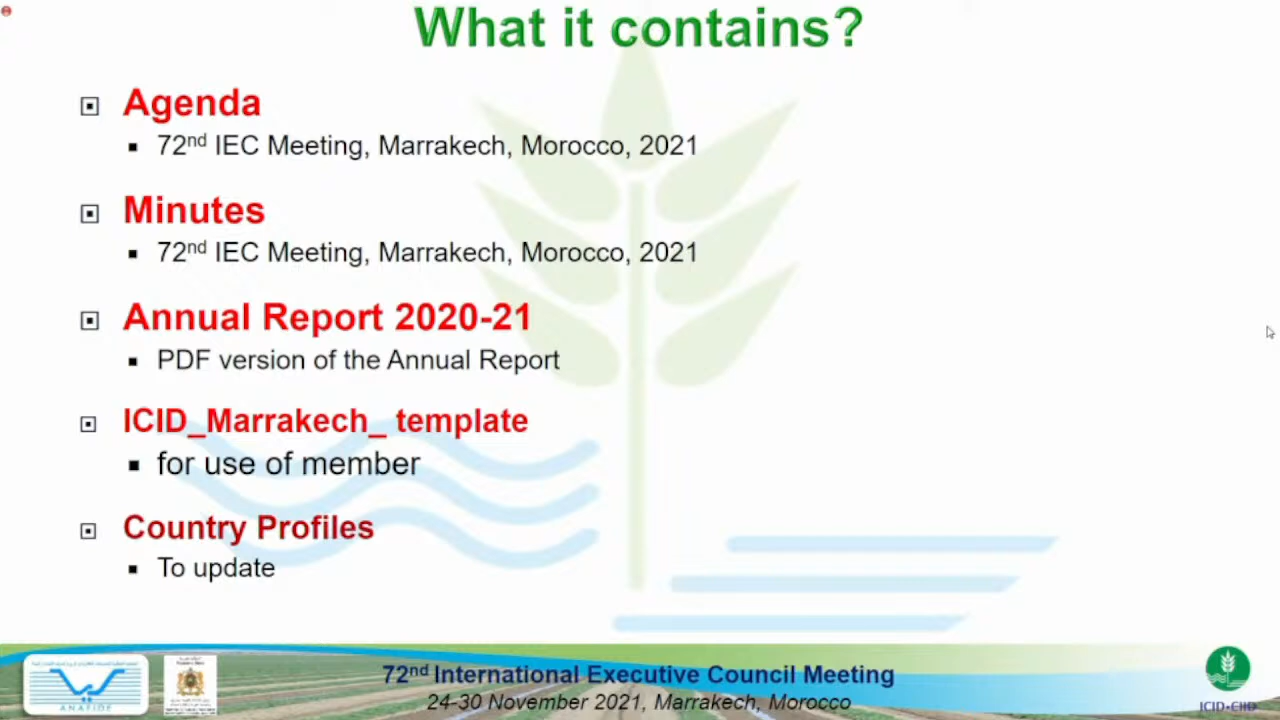 What it contains?
Agenda
72nd IEC Meeting, Marrakech, Morocco, 2021
Minutes
72nd IEC Meeting, Marrakech, Morocco, 2021
Annual Report 2020-21
PDF version of the Annual Report
ICID_Marrakech_ template
for use of member
Country Profiles
To update
72nd International Executive Council Meeting
24-30 November 2021, Marrakech, Morocco
ANAFIDE
ICID•CIID